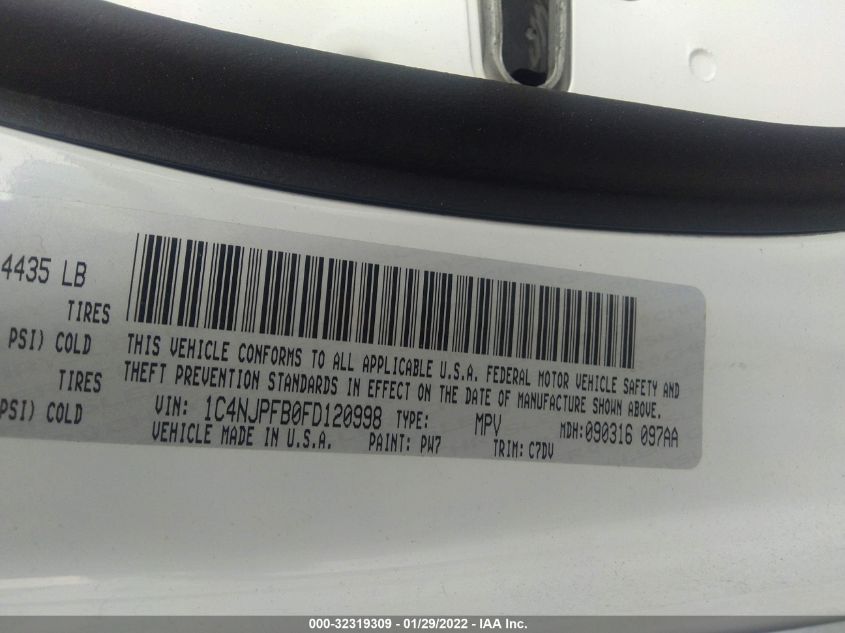 4435 LB
TIRES
PSI) COLD
TIRES
PSI) COLD
THIS VEHICLE CONFORMS TO ALL APPLICABLE U.S.A. FEDERAL MOTOR VEHICLE SAFETY AND
THEFT PREVENTION STANDARDS IN EFFECT ON THE DATE OF MANUFACTURE SHOWN ABOVE.
VIN: 1C4NJPFB0FD120998 TYPE: MPV MDH:090316 097AA
VEHICLE MADE IN U.S.A. PAINT: PW7 TRIM: C7DV
000-32319309 - 01/29/2022 - IAA Inc.